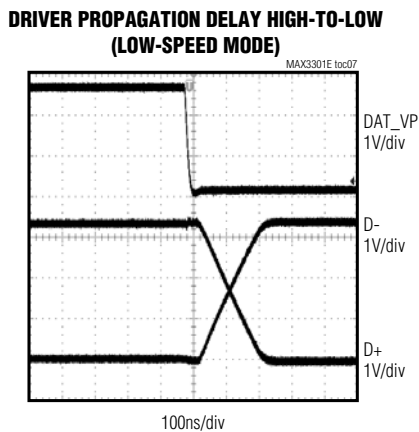 DRIVER PROPAGATION DELAY HIGH-TO-LOW
(LOW-SPEED MODE)
MAX3301E toc07
DAT_VP
1V/div
D-
1V/div
D+
1V/div
100ns/div